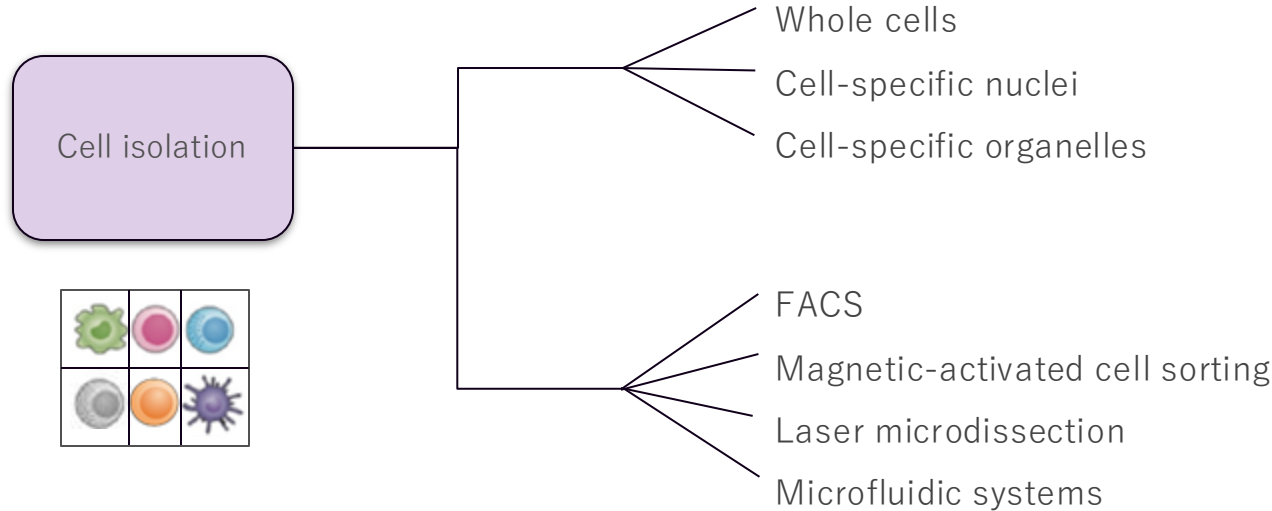 Cell isolation
Whole cells
Cell-specific nuclei
Cell-specific organelles
FACS
Magnetic-activated cell sorting
Laser microdissection
Microfluidic systems